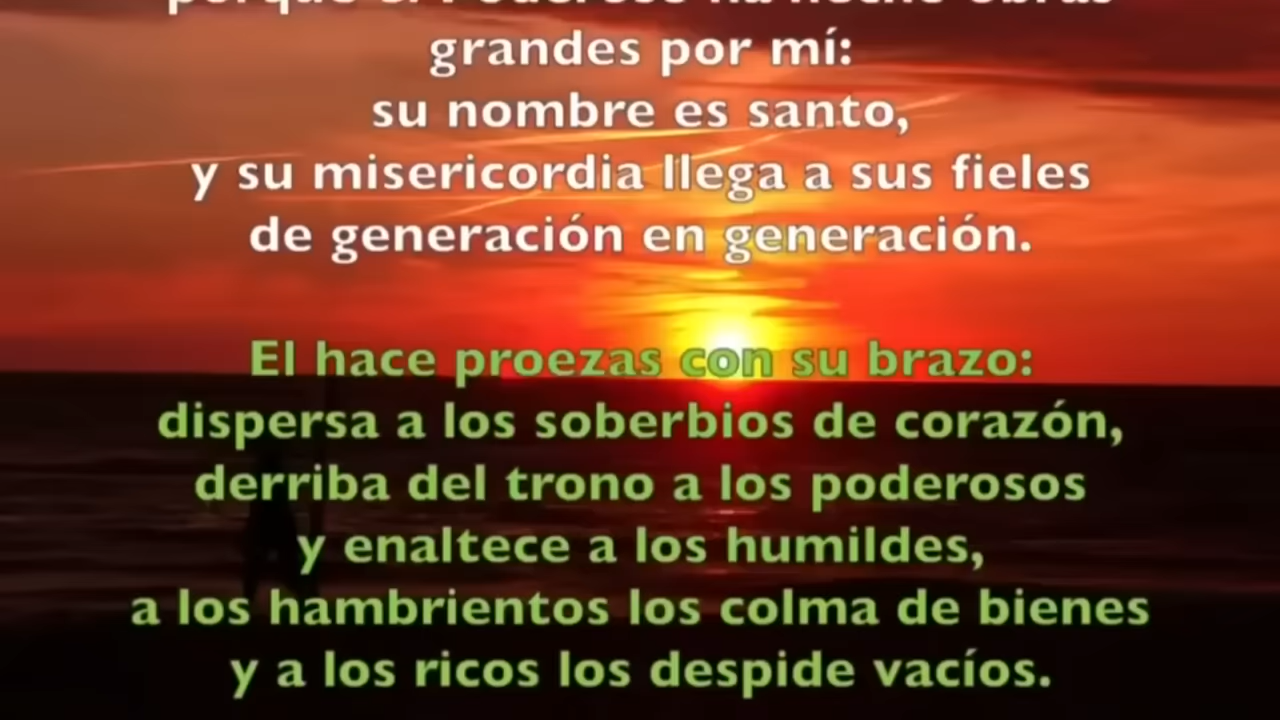 grandes por mí:
su nombre es santo,
y su misericordia llega a sus fieles
de generación en generación.
El hace proezas con su brazo:
dispersa a los soberbios de corazón,
derriba del trono a los poderosos
y enaltece a los humildes,
a los hambrientos los colma de bienes
y a los ricos los despide vacíos.